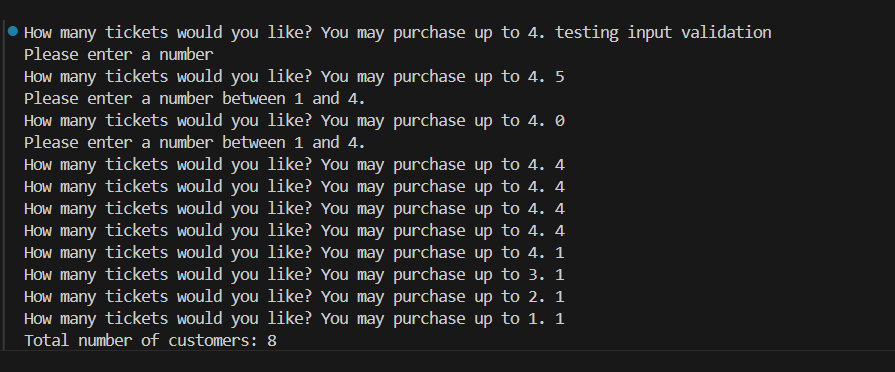 How many tickets would you like? You may purchase up to 4. testing input validation
Please enter a number
How many tickets would you like? You may purchase up to 4. 5
Please enter a number between 1 and 4.
How many tickets would you like? You may purchase up to 4. 0
Please enter a number between 1 and 4.
How many tickets would you like? You may purchase up to 4. 4
How many tickets would you like? You may purchase up to 4. 4
How many tickets would you like? You may purchase up to 4. 4
How many tickets would you like? You may purchase up to 4. 4
How many tickets would you like? You may purchase up to 4. 1
How many tickets would you like? You may purchase up to 3. 1
How many tickets would you like? You may purchase up to 2. 1
How many tickets would you like? You may purchase up to 1. 1
Total number of customers: 8